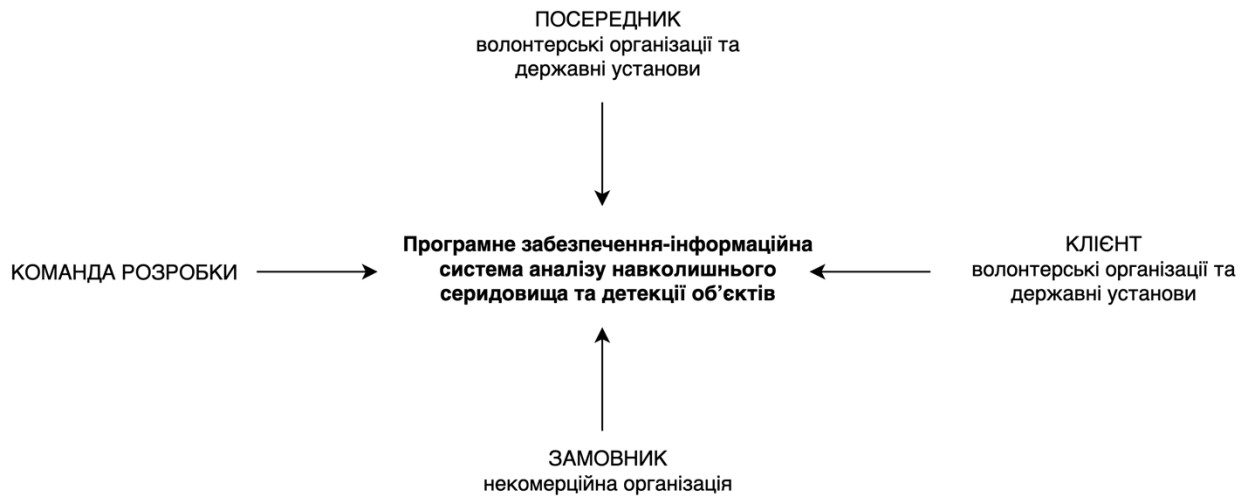 ПОСЕРЕДНИК
волонтерські організації та
державні установи
КОМАНДА РОЗРОБКИ
Програмне забезпечення-інформаційна
система аналізу навколишнього
серидовища та детекції об’єктів
КЛІЄНТ
волонтерські організації та
державні установи
ЗАМОВНИК
некомерційна організація